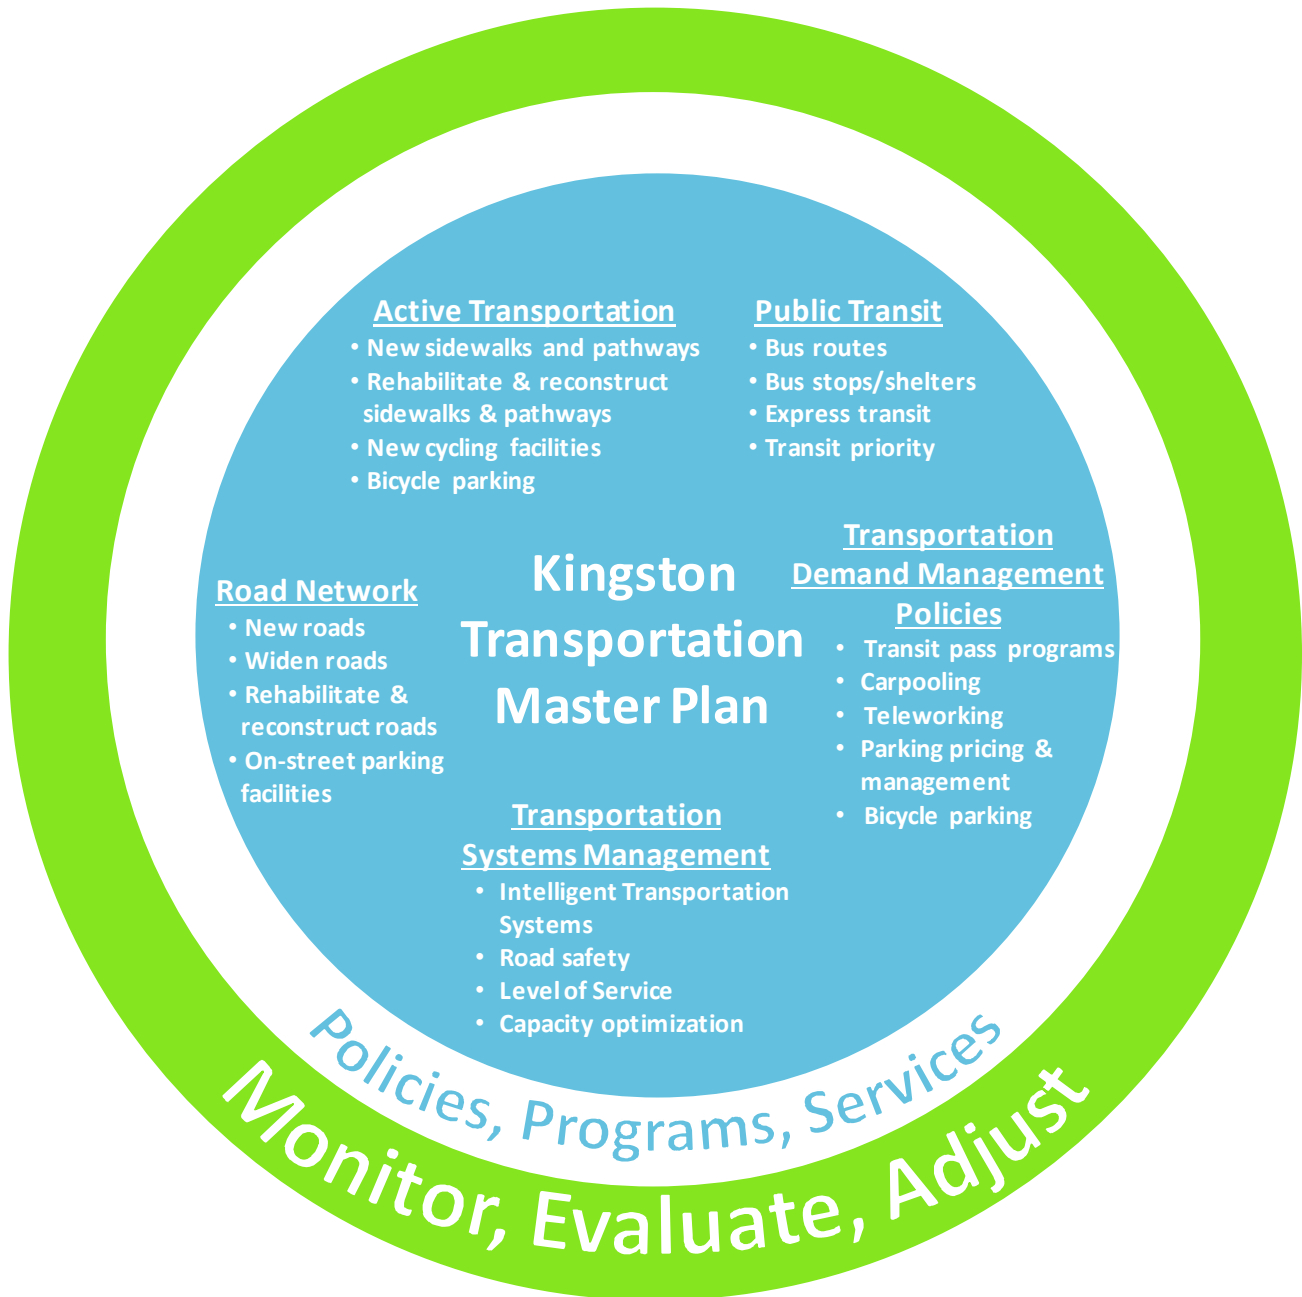 Active Transportation
• New sidewalks and pathways
• Rehabilitate & reconstruct
sidewalks & pathways
• New cycling facilities
• Bicycle parking
Public Transit
• Bus routes
• Bus stops/shelters
• Express transit
• Transit priority
Road Network
• New roads
• Widen roads
• Rehabilitate &
reconstruct roads
• On-street parking
facilities
Kingston
Transportation
Master Plan
Transportation
Demand Management
Policies
• Transit pass programs
• Carpooling
• Teleworking
• Parking pricing &
management
• Bicycle parking
Transportation
Systems Management
• Intelligent Transportation
Systems
• Road safety
• Level of Service
• Capacity optimization
Policies, Programs, Services
Monitor, Evaluate, Adjust